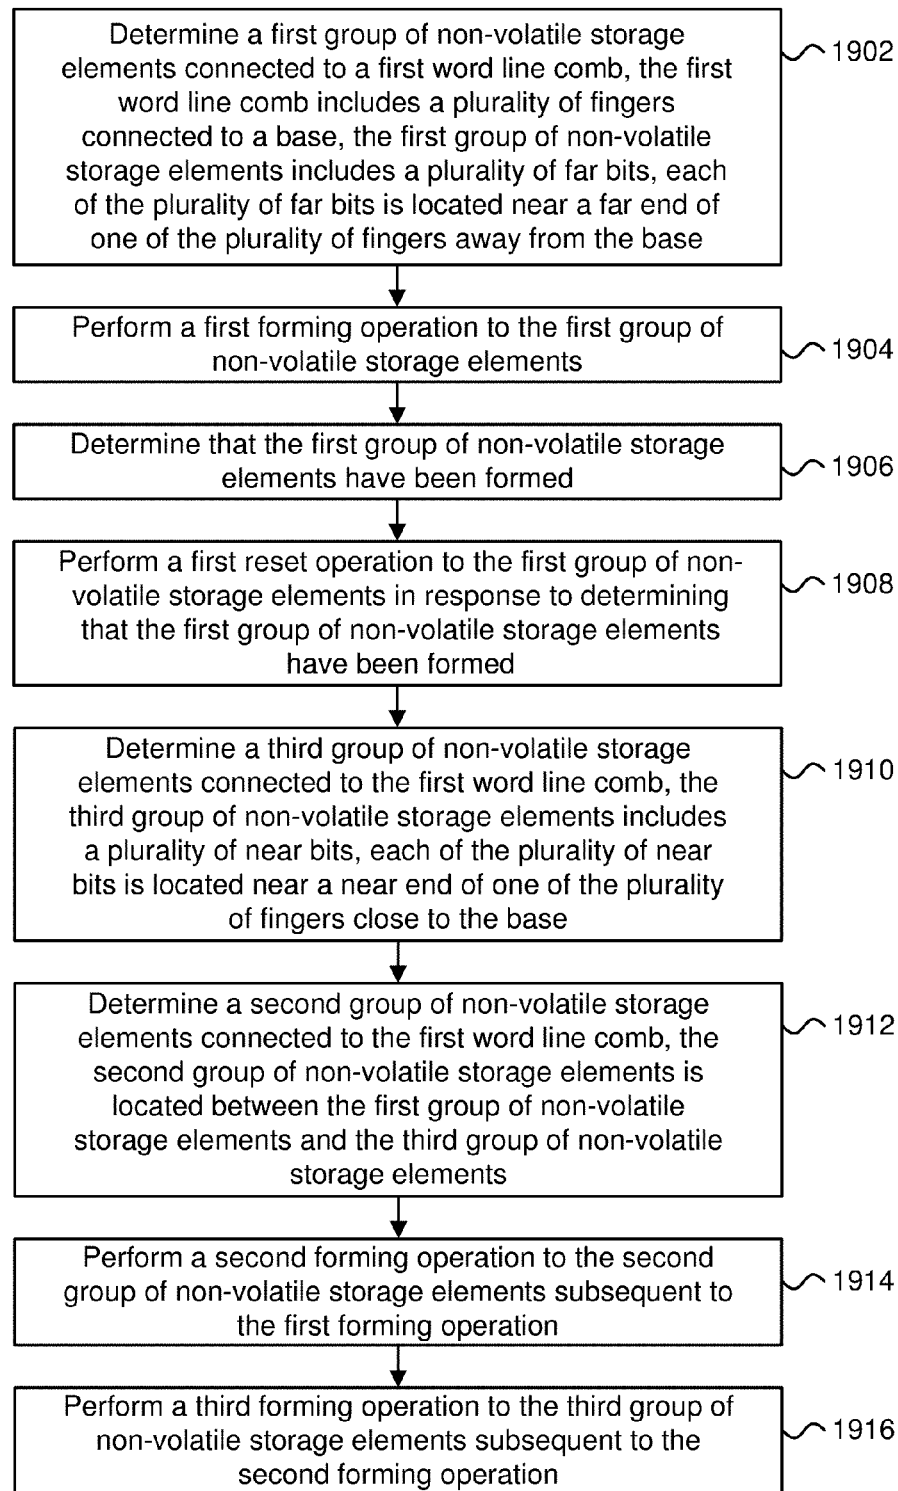 Determine a first group of non-volatile storage
elements connected to a first word line comb, the first
word line comb includes a plurality of fingers
connected to a base, the first group of non-volatile
storage elements includes a plurality of far bits, each
of the plurality of far bits is located near a far end of
one of the plurality of fingers away from the base
1902
Perform a first forming operation to the first group of
non-volatile storage elements
1904
Determine that the first group of non-volatile storage
elements have been formed
1906
Perform a first reset operation to the first group of non-
volatile storage elements in response to determining
that the first group of non-volatile storage elements
have been formed
1908
Determine a third group of non-volatile storage
elements connected to the first word line comb, the
third group of non-volatile storage elements includes
a plurality of near bits, each of the plurality of near
bits is located near a near end of one of the plurality
of fingers close to the base
1910
Determine a second group of non-volatile storage
elements connected to the first word line comb, the
second group of non-volatile storage elements is
located between the first group of non-volatile
storage elements and the third group of non-volatile
storage elements
1912
Perform a second forming operation to the second
group of non-volatile storage elements subsequent to
the first forming operation
1914
Perform a third forming operation to the third group of
non-volatile storage elements subsequent to the
second forming operation
1916